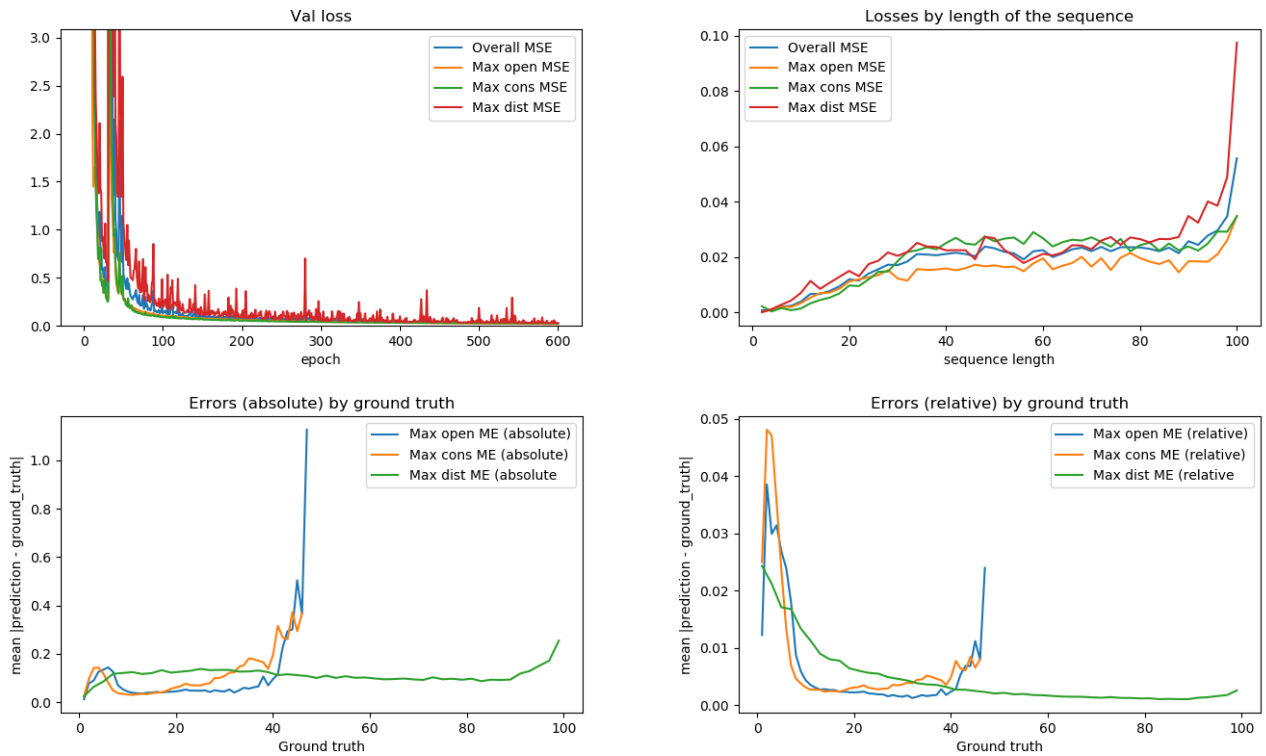 Val loss
3.0
2.5
2.0
1.5
1.0
0.5
0.0
0 100 200 300 400 500 600
epoch
Overall MSE
Max open MSE
Max cons MSE
Max dist MSE
Losses by length of the sequence
0.10
0.08
0.06
0.04
0.02
0.00
0 20 40 60 80 100
sequence length
Overall MSE
Max open MSE
Max cons MSE
Max dist MSE
Errors (absolute) by ground truth
mean |prediction - ground_truth|
1.0
0.8
0.6
0.4
0.2
0.0
0 20 40 60 80 100
Ground truth
Max open ME (absolute)
Max cons ME (absolute)
Max dist ME (absolute
Errors (relative) by ground truth
mean |prediction - ground_truth|
0.05
0.04
0.03
0.02
0.01
0.00
0 20 40 60 80 100
Ground truth
Max open ME (relative)
Max cons ME (relative)
Max dist ME (relative